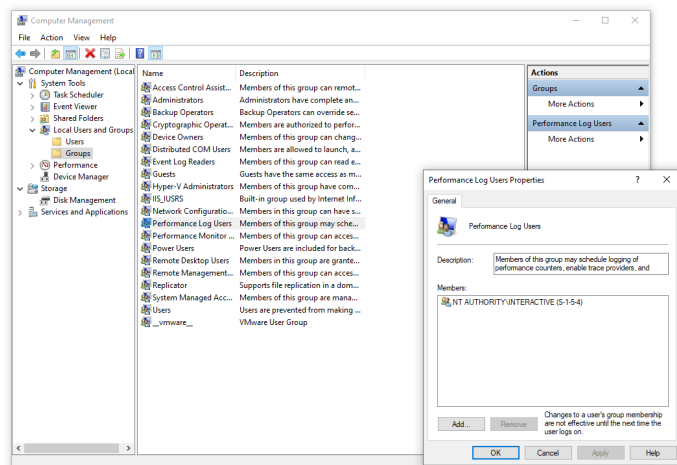 Computer Management
File Action View Help
Computer Management (Local
System Tools
Task Scheduler
Event Viewer
Shared Folders
Local Users and Groups
Users
Groups
Performance
Device Manager
Storage
Disk Management
Services and Applications
Name Description
Access Control Assist... Members of this group can remot...
Administrators Administrators have complete an...
Backup Operators Backup Operators can override se...
Cryptographic Operat... Members are authorized to perfor...
Device Owners Members of this group can chang...
Distributed COM Users Members are allowed to launch, a...
Event Log Readers Members of this group can read e...
Guests Guests have the same access as m...
Hyper-V Administrators Members of this group have com...
IIS_IUSRS Built-in group used by Internet Inf...
Network Configuratio... Members in this group can have s...
Performance Log Users Members of this group may sche...
Performance Monitor ... Members of this group can acces...
Power Users Power Users are included for back...
Remote Desktop Users Members in this group are grante...
Remote Management... Members of this group can acces...
Replicator Supports file replication in a dom...
System Managed Acc... Members of this group are mana...
Users Users are prevented from making ...
__vmware__ VMware User Group
Actions
Groups
More Actions
Performance Log Users
More Actions
Performance Log Users Properties
General
Performance Log Users
Description:
Members of this group may schedule logging of
performance counters, enable trace providers, and
Members:
NT AUTHORITY\INTERACTIVE (S-1-5-4)
Add... Remove
Changes to a user's group membership
are not effective until the next time the
user logs on.
OK Cancel Apply Help